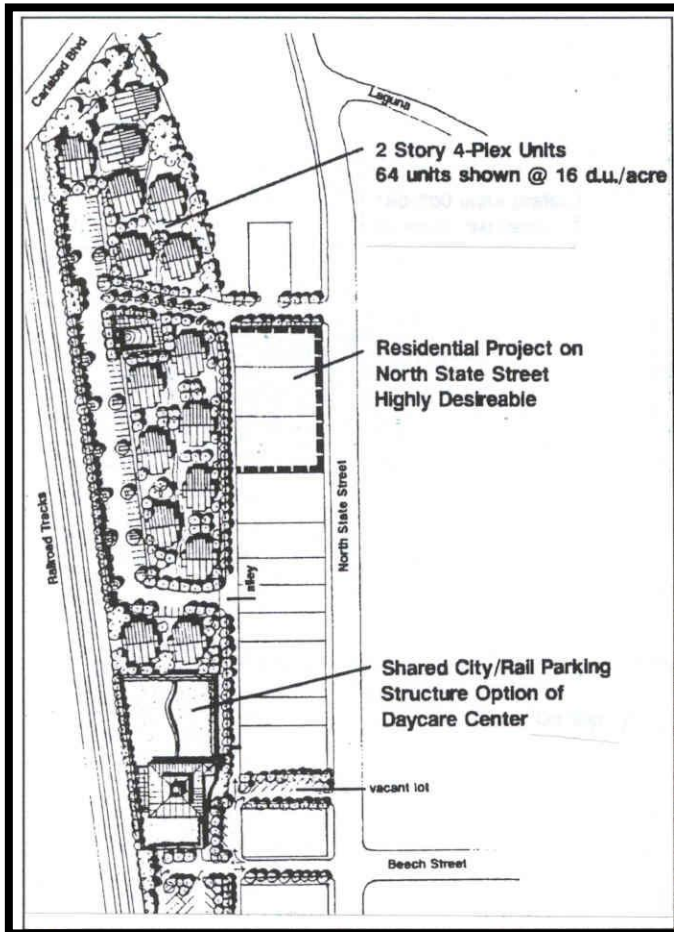 Carlsbad Blvd
Laguna
2 Story 4-Plex Units
64 units shown @ 16 d.u./acre
Residential Project on
North State Street
Highly Desireable
Railroad Tracks
North State Street
alley
Shared City/Rail Parking
Structure Option of
Daycare Center
vacant lot
Beech Street